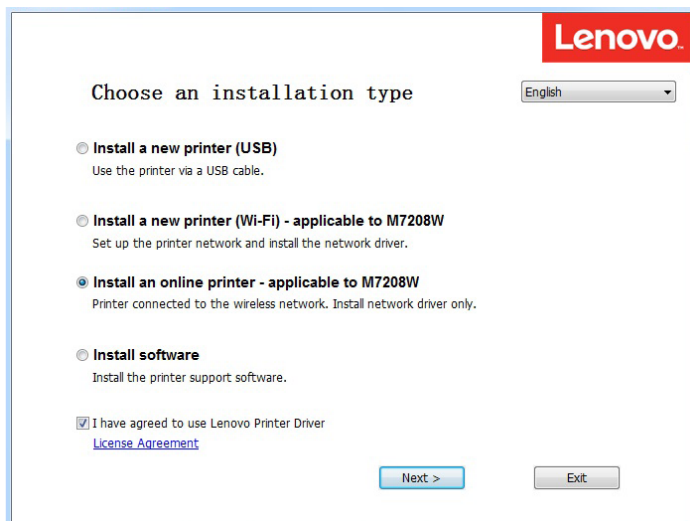 Lenovo
Choose an installation type
English
Install a new printer (USB)
Use the printer via a USB cable.
Install a new printer (Wi-Fi) - applicable to M7208W
Set up the printer network and install the network driver.
Install an online printer - applicable to M7208W
Printer connected to the wireless network. Install network driver only.
Install software
Install the printer support software.
I have agreed to use Lenovo Printer Driver
License Agreement
Next >
Exit